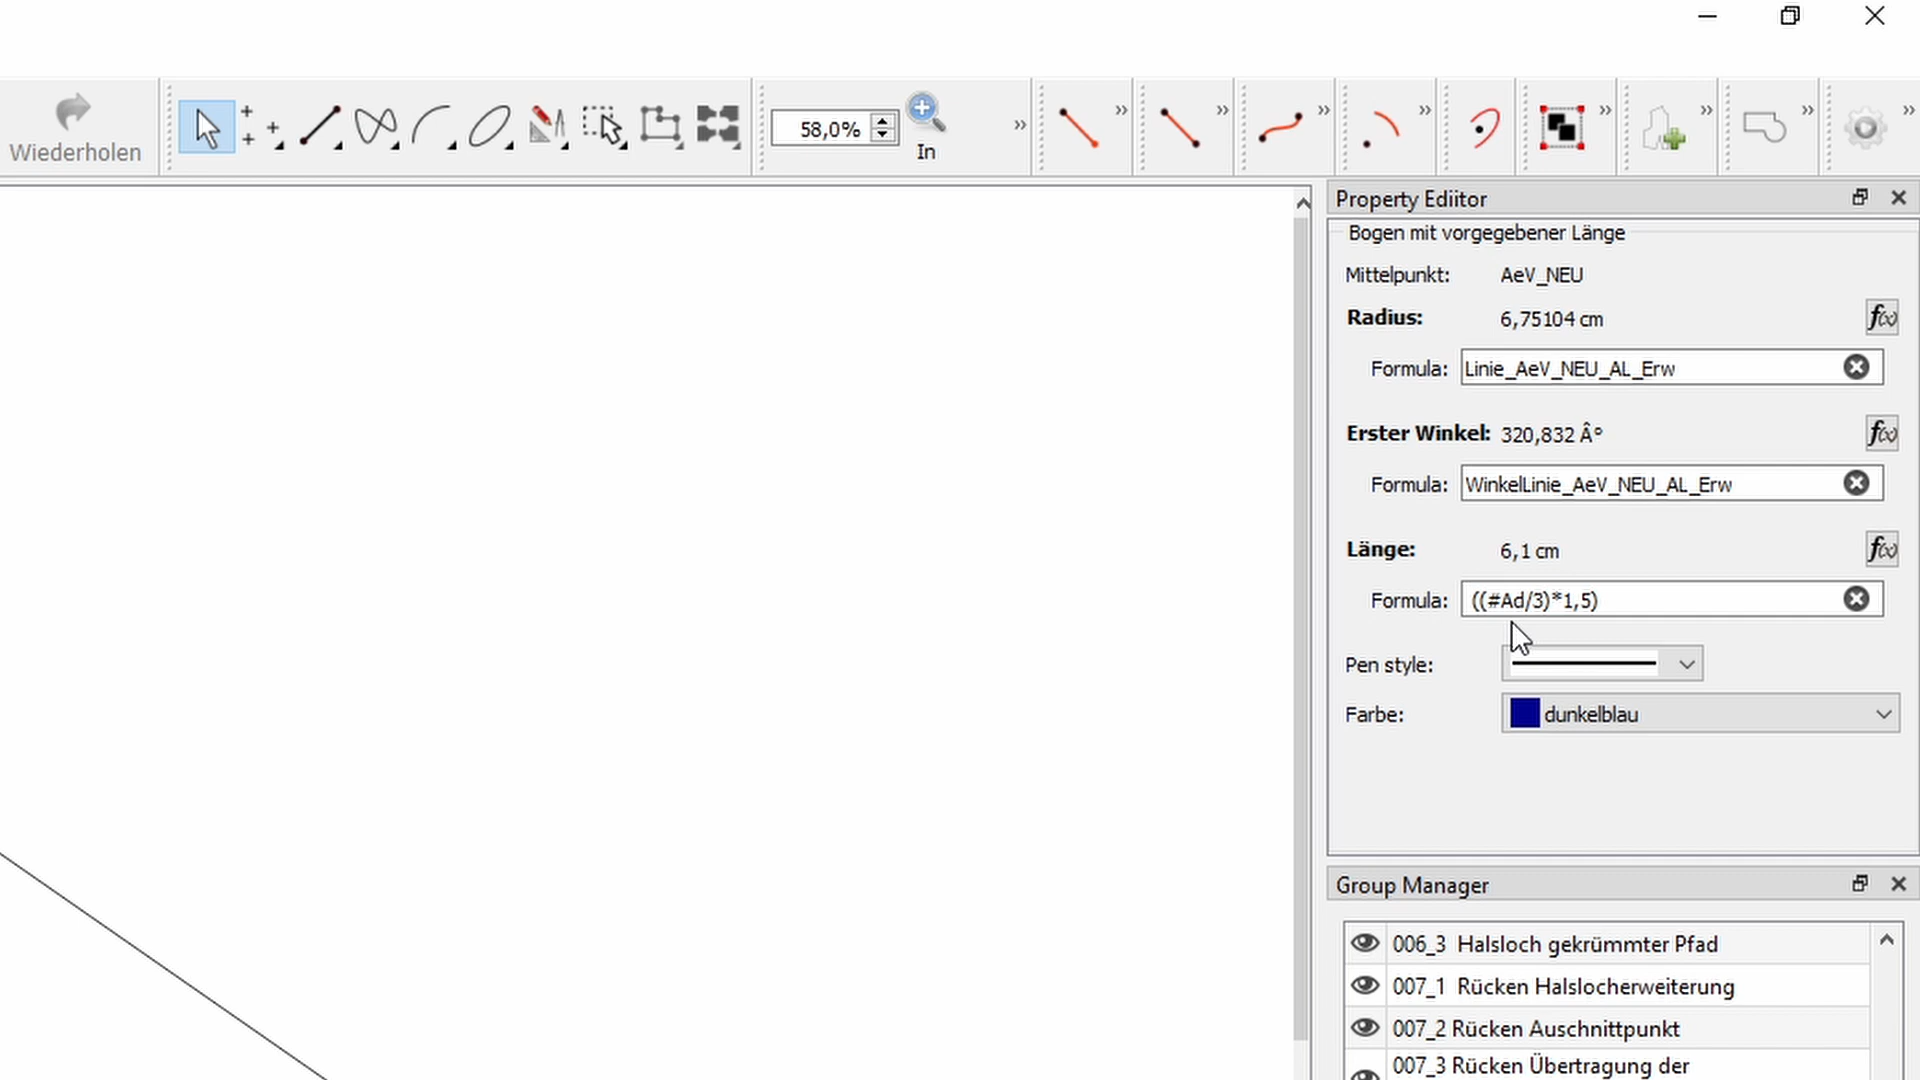 Wiederholen
58,0%
In
Property Ediitor
Bogen mit vorgegebener Länge
Mittelpunkt: AeV_NEU
Radius: 6,75104 cm
Formula: Linie_AeV_NEU_AL_Erw
Erster Winkel: 320,832 Â°
Formula: WinkelLinie_AeV_NEU_AL_Erw
Länge: 6,1 cm
Formula: ((#Ad/3)*1,5)
Pen style:
Farbe: dunkelblau
Group Manager
006_3 Halsloch gekrümmter Pfad
007_1 Rücken Halslocherweiterung
007_2 Rücken Auschnittpunkt
007_3 Rücken Übertragung der